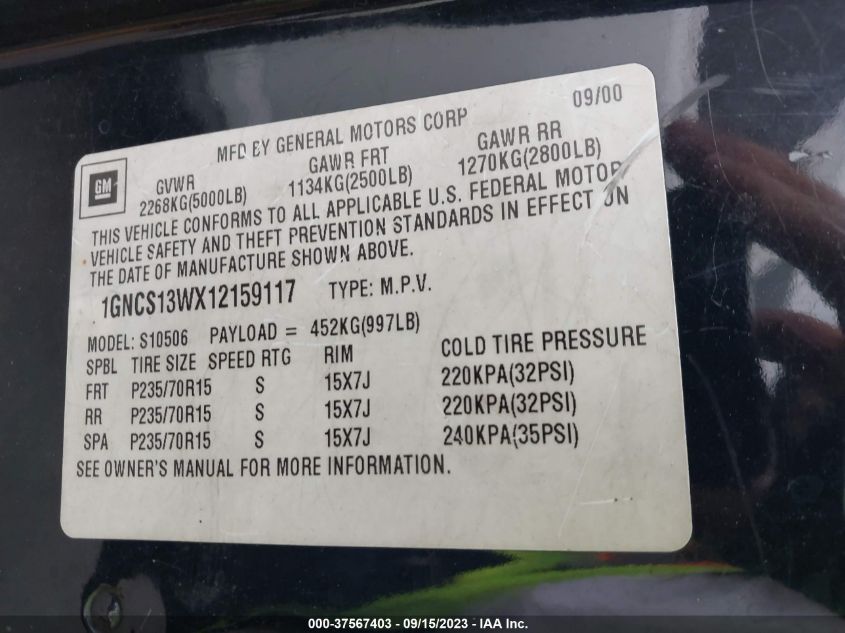 09/00
MFD BY GENERAL MOTORS CORP
GM
GVWR GAWR FRT GAWR RR
2268KG(5000LB) 1134KG(2500LB) 1270KG(2800LB)
THIS VEHICLE CONFORMS TO ALL APPLICABLE U.S. FEDERAL MOTOR
VEHICLE SAFETY AND THEFT PREVENTION STANDARDS IN EFFECT ON
THE DATE OF MANUFACTURE SHOWN ABOVE.
1GNCS13WX12159117 TYPE: M.P.V.
MODEL: S10506 PAYLOAD = 452KG(997LB)
SPBL TIRE SIZE SPEED RTG RIM COLD TIRE PRESSURE
FRT P235/70R15 S 15X7J 220KPA(32PSI)
RR P235/70R15 S 15X7J 220KPA(32PSI)
SPA P235/70R15 S 15X7J 240KPA(35PSI)
SEE OWNER'S MANUAL FOR MORE INFORMATION.
000-37567403 - 09/15/2023 - IAA Inc.